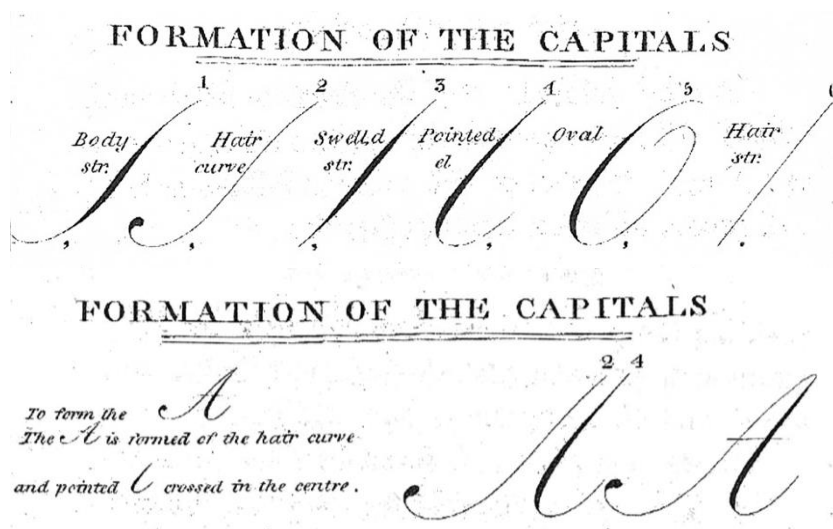 FORMATION OF THE CAPITALS
1 2 3 4 5 6
Body Hair Swell,d Pointed Oval Hair
str. curve str. el str.
FORMATION OF THE CAPITALS
2 4
To form the A
The A is formed of the hair curve
and pointed l crossed in the centre.
A